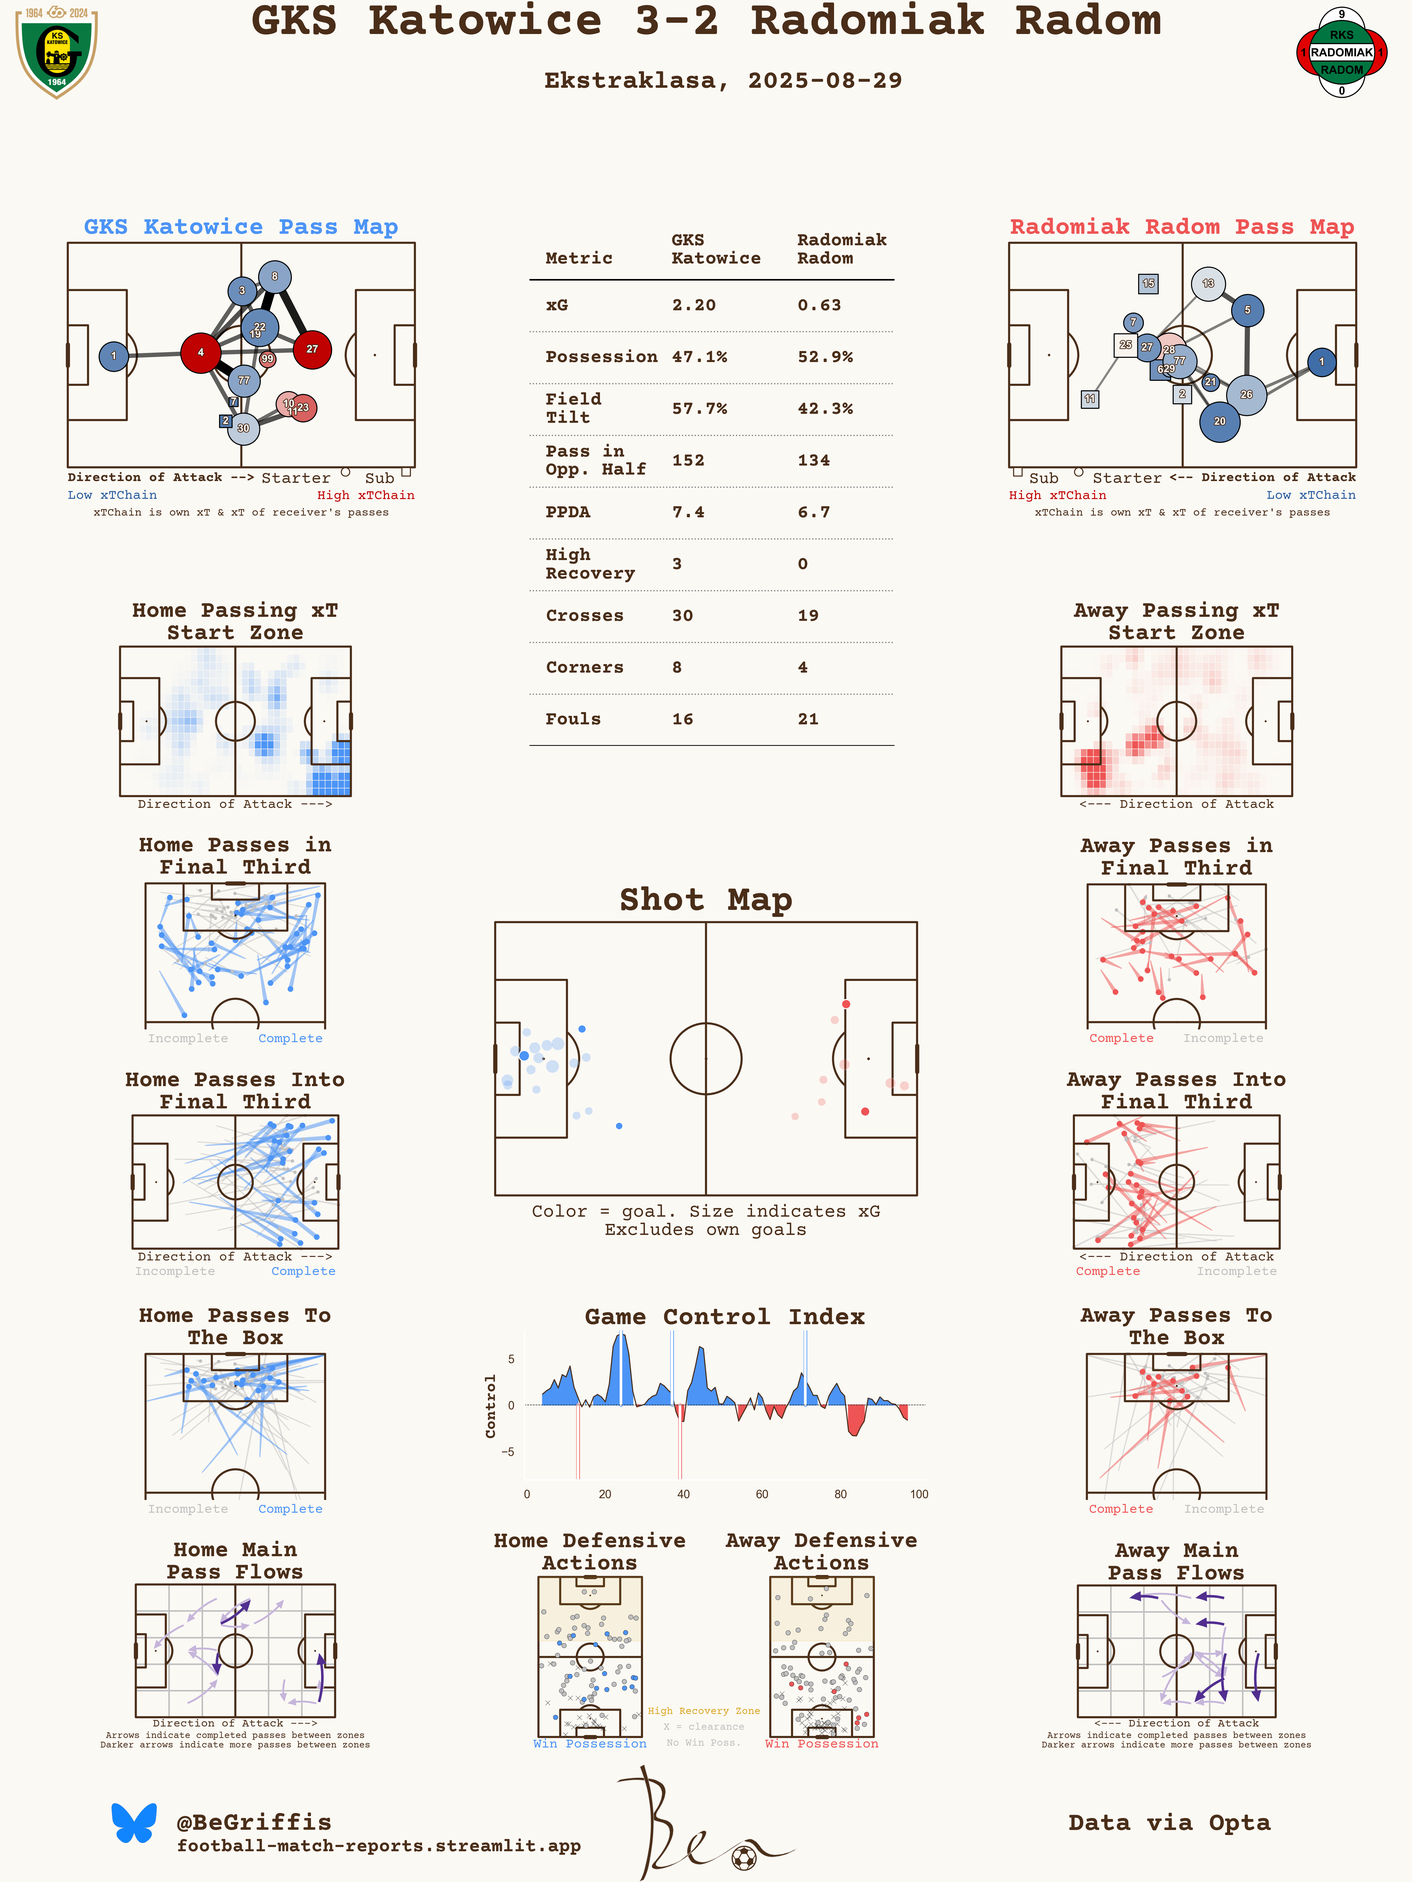 GKS Katowice 3-2 Radomiak Radom
Ekstraklasa, 2025-08-29
1964 2024
KS
KATOWICE
1964
9
RKS
1 RADOMIAK 1
RADOM
0
GKS Katowice Pass Map
8
3
22
19
27
4
99
1
77
7
10
11
23
2
30
Direction of Attack --> Starter Sub
Low xTChain High xTChain
xTChain is own xT & xT of receiver's passes
Metric GKS Katowice Radomiak Radom
xG 2.20 0.63
Possession 47.1% 52.9%
Field Tilt 57.7% 42.3%
Pass in Opp. Half 152 134
PPDA 7.4 6.7
High Recovery 3 0
Crosses 30 19
Corners 8 4
Fouls 16 21
Radomiak Radom Pass Map
15
13
5
7
25
27
28
77
1
6
29
21
11
2
26
20
Sub Starter <-- Direction of Attack
High xTChain Low xTChain
xTChain is own xT & xT of receiver's passes
Home Passing xT
Start Zone
Direction of Attack --->
Away Passing xT
Start Zone
<--- Direction of Attack
Home Passes in
Final Third
Incomplete Complete
Away Passes in
Final Third
Complete Incomplete
Shot Map
Color = goal. Size indicates xG
Excludes own goals
Home Passes Into
Final Third
Direction of Attack --->
Incomplete Complete
Away Passes Into
Final Third
<--- Direction of Attack
Complete Incomplete
Home Passes To
The Box
Incomplete Complete
Game Control Index
Control
5
0
−5
0 20 40 60 80 100
Away Passes To
The Box
Complete Incomplete
Home Main
Pass Flows
Direction of Attack --->
Arrows indicate completed passes between zones
Darker arrows indicate more passes between zones
Home Defensive
Actions
Win Possession
High Recovery Zone
X = clearance
No Win Poss.
Away Defensive
Actions
Win Possession
Away Main
Pass Flows
<--- Direction of Attack
Arrows indicate completed passes between zones
Darker arrows indicate more passes between zones
@BeGriffis
football-match-reports.streamlit.app
Ben
Data via Opta